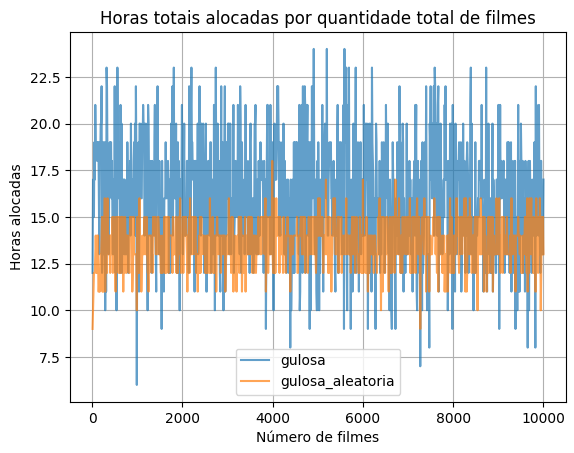 Horas totais alocadas por quantidade total de filmes
Horas alocadas
22.5
20.0
17.5
15.0
12.5
10.0
7.5
gulosa
gulosa_aleatoria
0
2000
4000
6000
8000
10000
Número de filmes